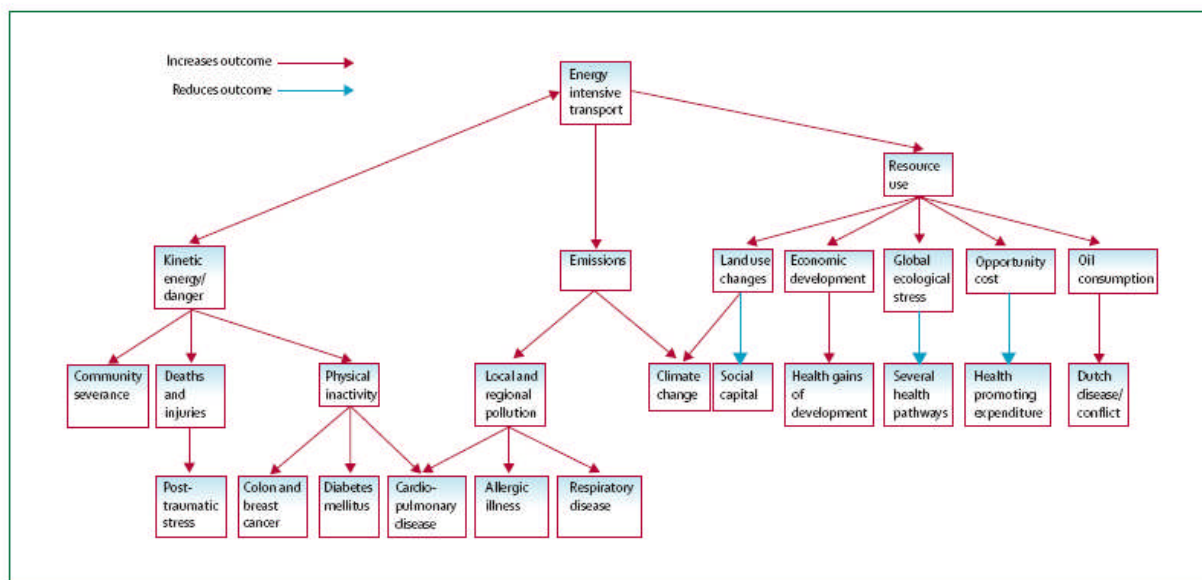 Increases outcome
Reduces outcome
Energy
intensive
transport
Resource
use
Kinetic
energy/
danger
Emissions
Land use
changes
Economic
development
Global
ecological
stress
Opportunity
cost
Oil
consumption
Community
severance
Deaths
and
injuries
Physical
inactivity
Local and
regional
pollution
Climate
change
Social
capital
Health gains
of
development
Several
health
pathways
Health
promoting
expenditure
Dutch
disease/
conflict
Post-
traumatic
stress
Colon and
breast
cancer
Diabetes
mellitus
Cardio-
pulmonary
disease
Allergic
illness
Respiratory
disease